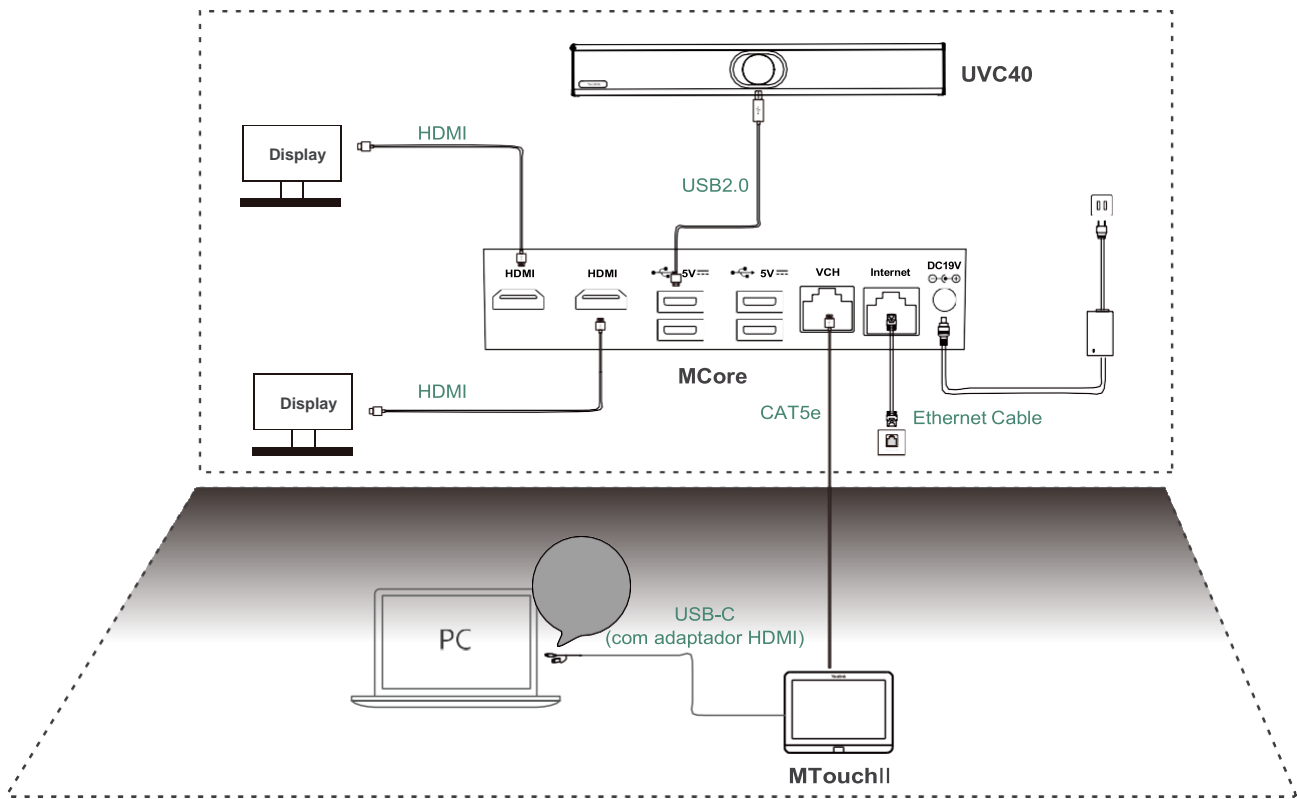 UVC40
HDMI
Display
USB2.0
HDMI
HDMI
5V
5V
VCH
Internet
DC19V
MCore
HDMI
Display
CAT5e
Ethernet Cable
USB-C
(com adaptador HDMI)
PC
MTouchII